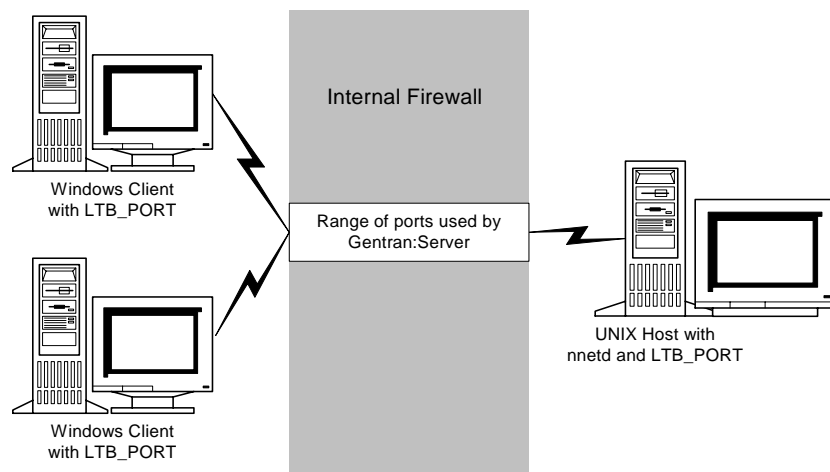 Internal Firewall
Windows Client
with LTB_PORT
Range of ports used by
Gentran:Server
UNIX Host with
nnetd and LTB_PORT
Windows Client
with LTB_PORT